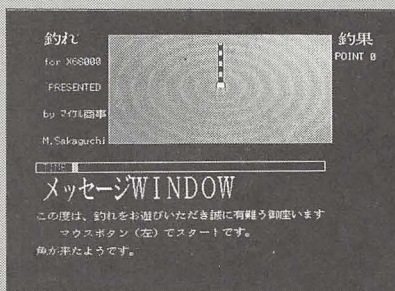 釣れ
for X68000
PRESENTED
by マイケル商事
M.Sakaguchi
釣果
POINT 0
メッセージWINDOW
この度は、釣れをお遊びいただき誠に有難う御座います
マウスボタン（左）でスタートです。
魚が来たようです。